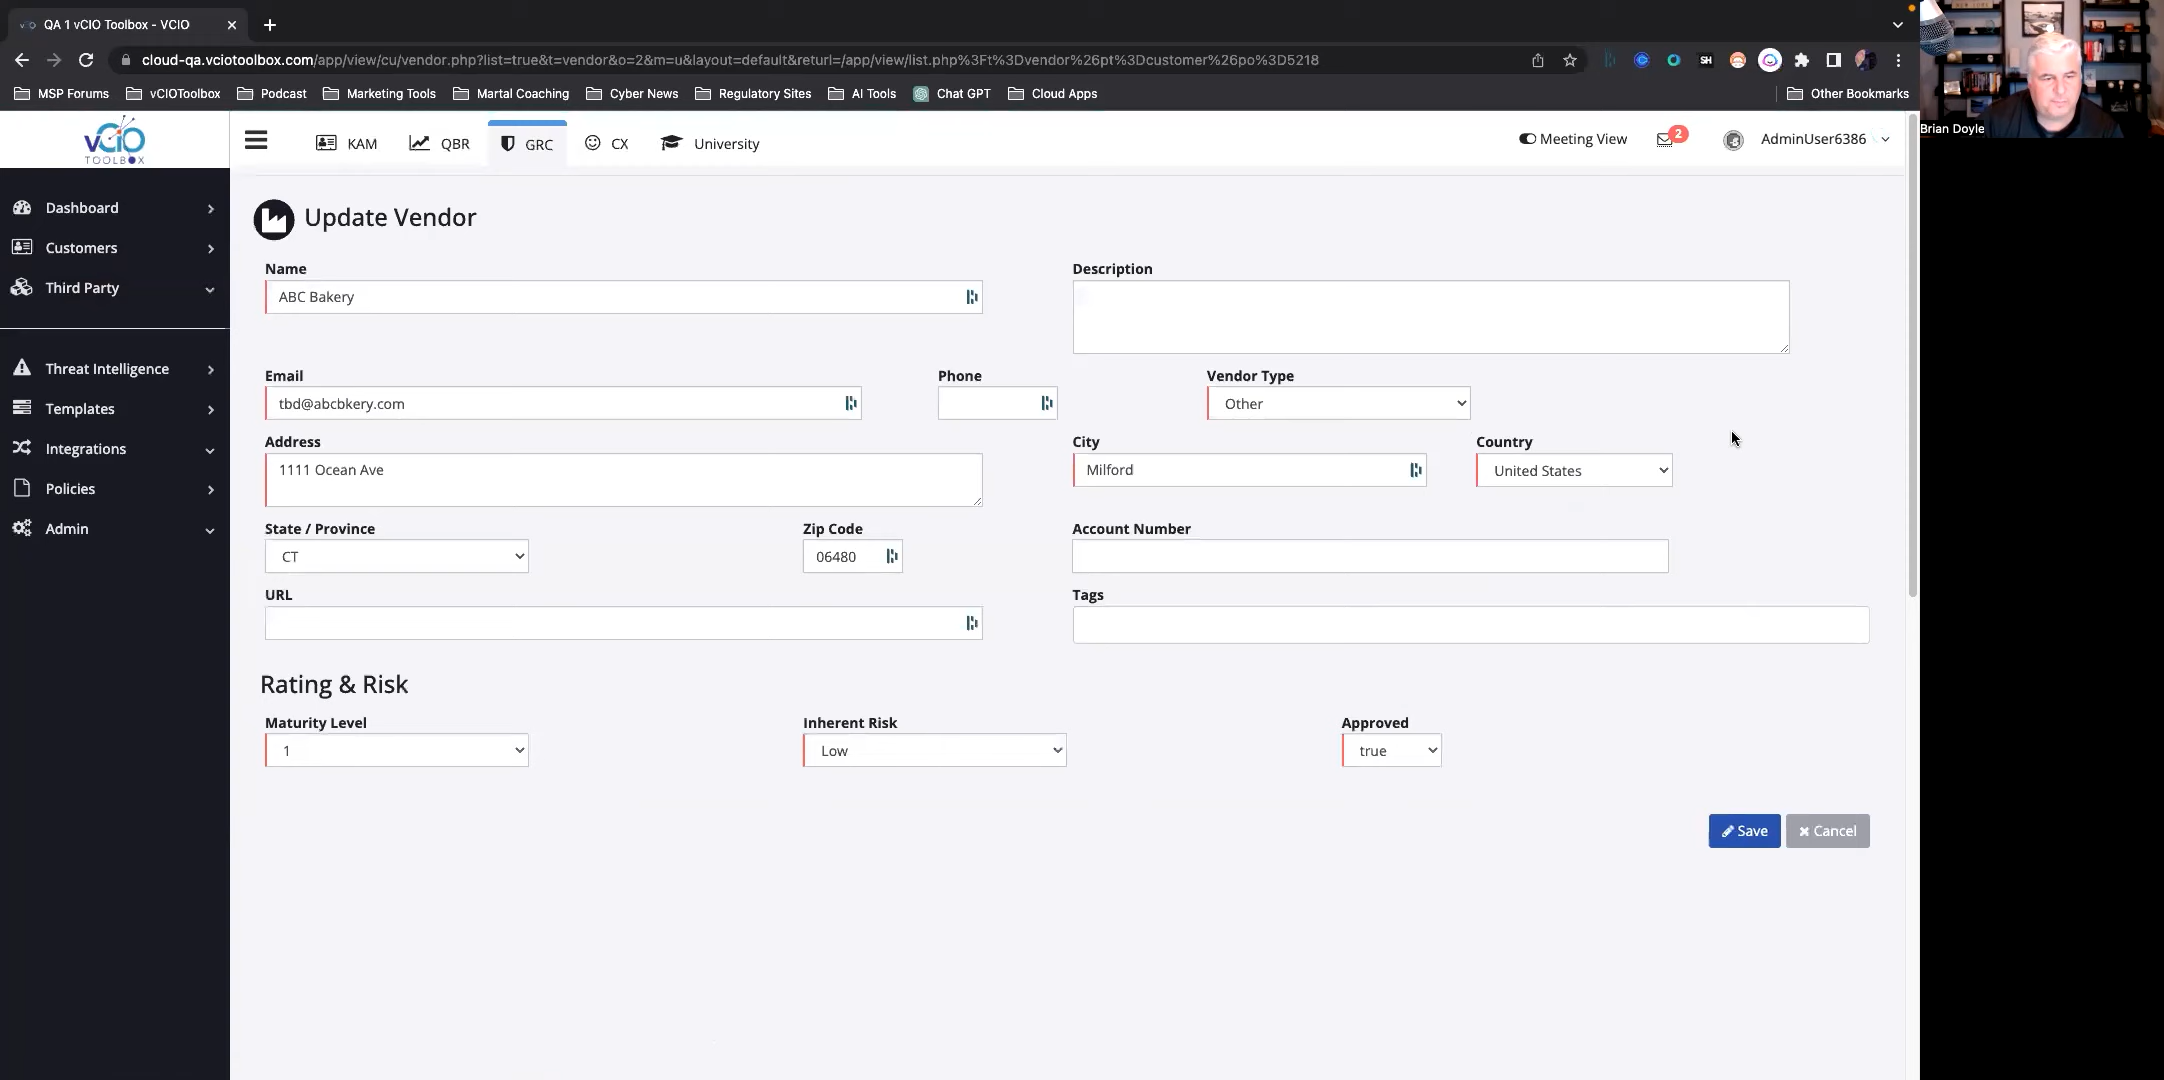 QA 1 vCIO Toolbox - VCIO
cloud-qa.vciotoolbox.com/app/view/cu/vendor.php?list=true&t=vendor&o=2&m=u&layout=default&returl=/app/view/list.php%3Ft%3Dvendor%26pt%3Dcustomer%26po%3D5218
SH
MSP Forums vCIOToolbox Podcast Marketing Tools Martal Coaching Cyber News Regulatory Sites AI Tools Chat GPT Cloud Apps Other Bookmarks
Brian Doyle
vCIO
TOOLBOX
KAM QBR GRC CX University Meeting View 2 AdminUser6386
Dashboard
Customers
Third Party
Threat Intelligence
Templates
Integrations
Policies
Admin
Update Vendor
Name Description
ABC Bakery
Email Phone Vendor Type
tbd@abcbkery.com Other
Address City Country
1111 Ocean Ave Milford United States
State / Province Zip Code Account Number
CT 06480
URL Tags
Rating & Risk
Maturity Level Inherent Risk Approved
1 Low true
Save Cancel